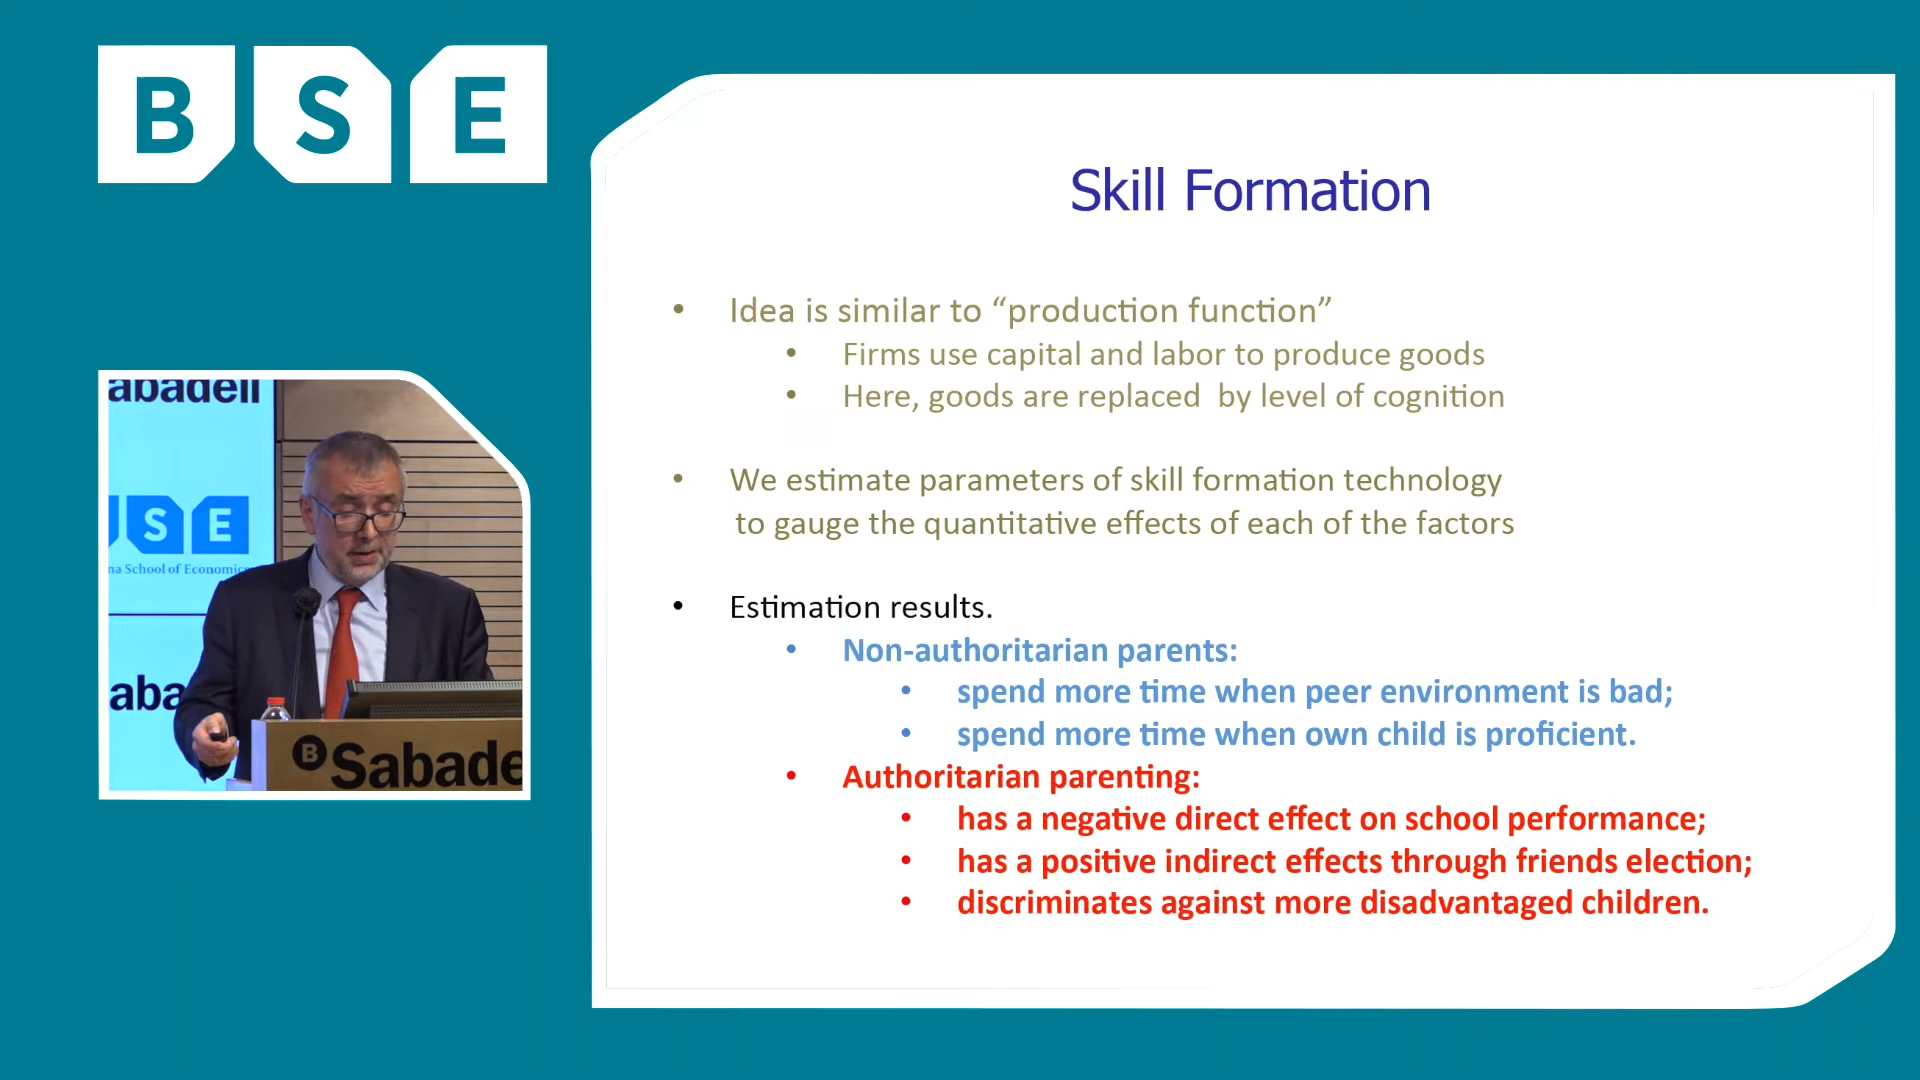 B S E
Skill Formation
• Idea is similar to “production function”
• Firms use capital and labor to produce goods
• Here, goods are replaced by level of cognition
• We estimate parameters of skill formation technology
to gauge the quantitative effects of each of the factors
• Estimation results.
• Non-authoritarian parents:
• spend more time when peer environment is bad;
• spend more time when own child is proficient.
• Authoritarian parenting:
• has a negative direct effect on school performance;
• has a positive indirect effects through friends election;
• discriminates against more disadvantaged children.
abadell
S E
na School of Economics
aba
B Sabade